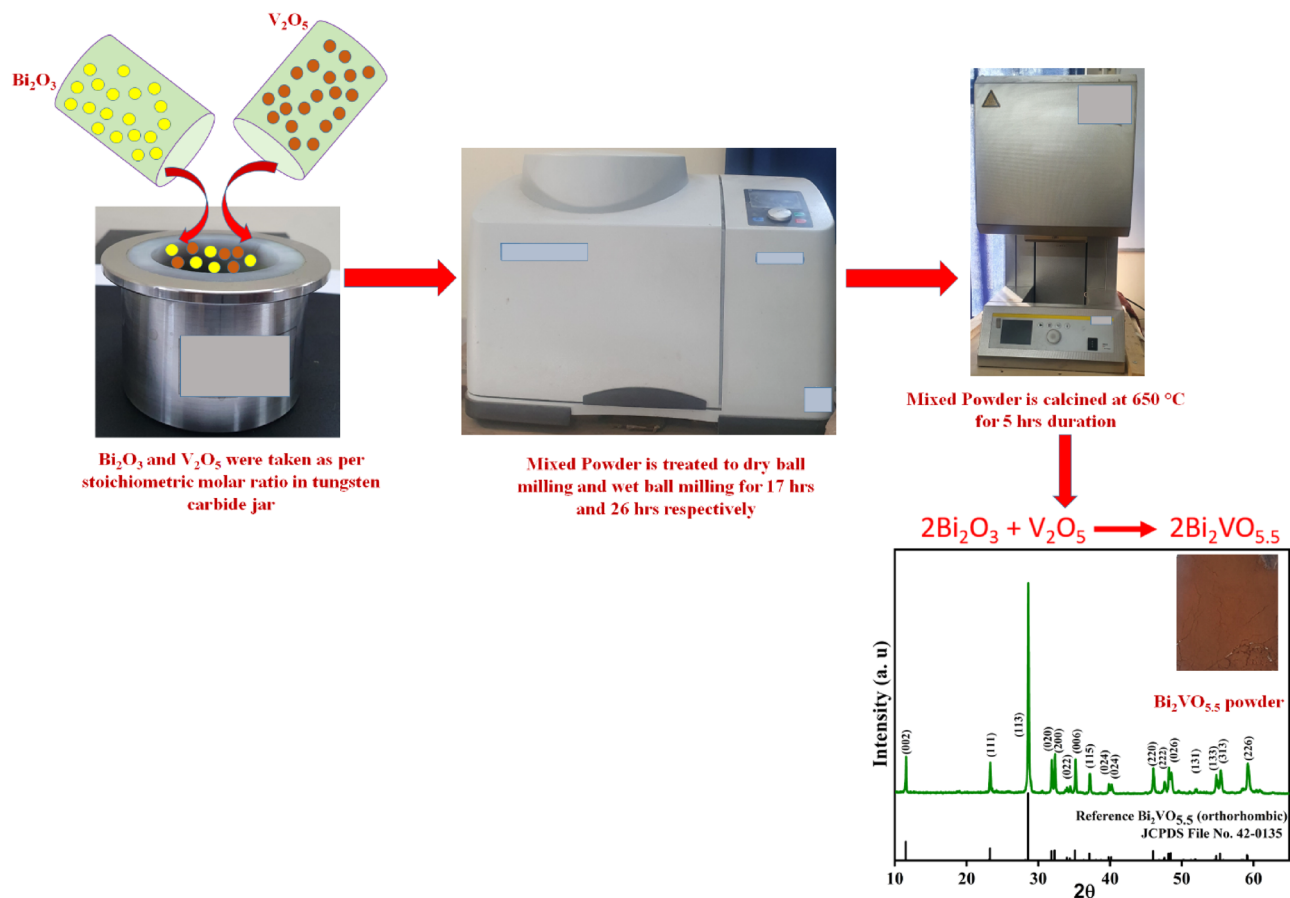 V₂O₅
Bi₂O₃
Bi₂O₃ and V₂O₅ were taken as per
stoichiometric molar ratio in tungsten
carbide jar
Mixed Powder is treated to dry ball
milling and wet ball milling for 17 hrs
and 26 hrs respectively
Mixed Powder is calcined at 650 °C
for 5 hrs duration
2Bi₂O₃ + V₂O₅ 2Bi₂VO₅.₅
Intensity (a. u)
Bi₂VO₅.₅ powder
(002)
(111)
(113)
(020)
(200)
(022)
(006)
(115)
(024)
(024)
(220)
(222)
(026)
(131)
(133)
(313)
(226)
Reference Bi₂VO₅.₅ (orthorhombic)
JCPDS File No. 42-0135
10 20 30 40 50 60
2θ